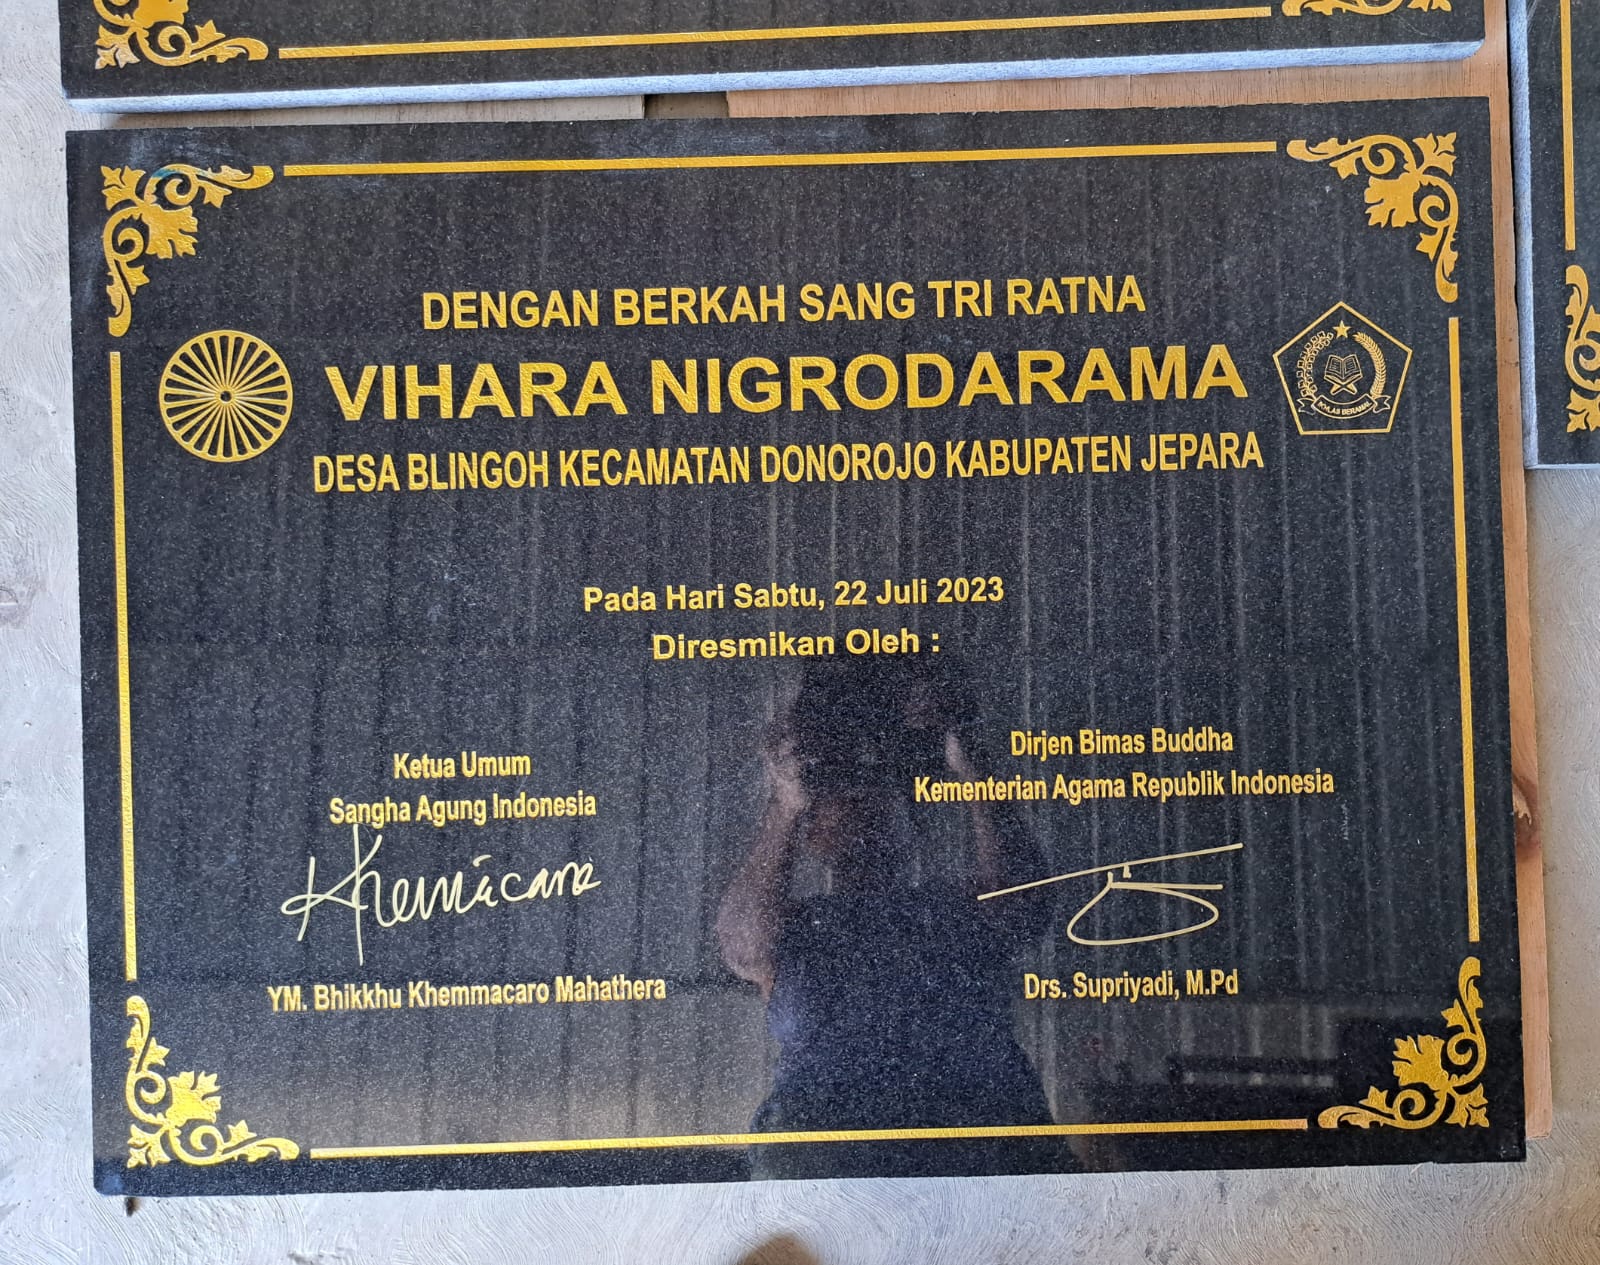 DENGAN BERKAH SANG TRI RATNA
VIHARA NIGRODARAMA
DESA BLINGOH KECAMATAN DONOROJO KABUPATEN JEPARA
IKHLAS BERAMAL
Pada Hari Sabtu, 22 Juli 2023
Diresmikan Oleh :
Ketua Umum
Sangha Agung Indonesia
Khemacaro
YM. Bhikkhu Khemmacaro Mahathera
Dirjen Bimas Buddha
Kementerian Agama Republik Indonesia
Drs. Supriyadi, M.Pd